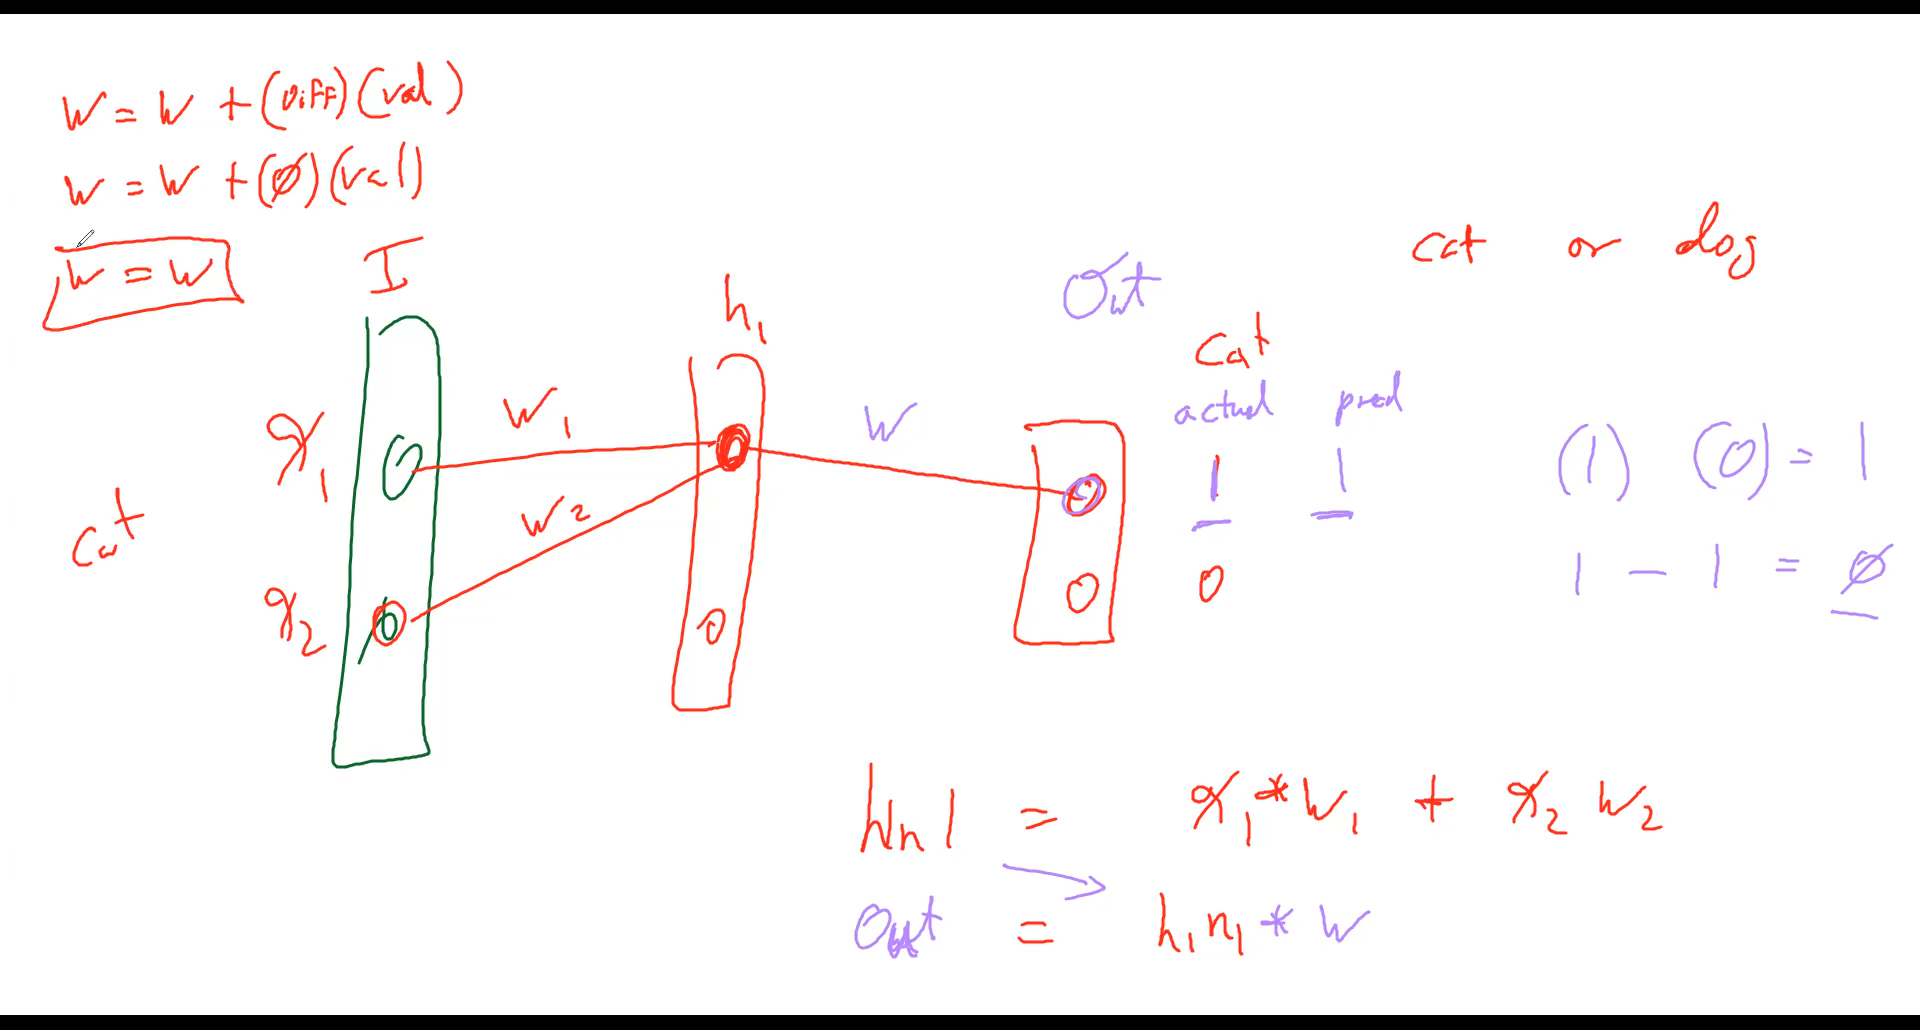 W = W + (Diff)(val)
W = W + (0)(val)
W = W
I
h1
Out
cat or dog
cat
actual pred
x1
W1
W
1 1
(1) (0) = 1
cat
W2
x2
0
1 - 1 = 0
hn1 = x1 * W1 + x2 W2
Out = h1n1 * W